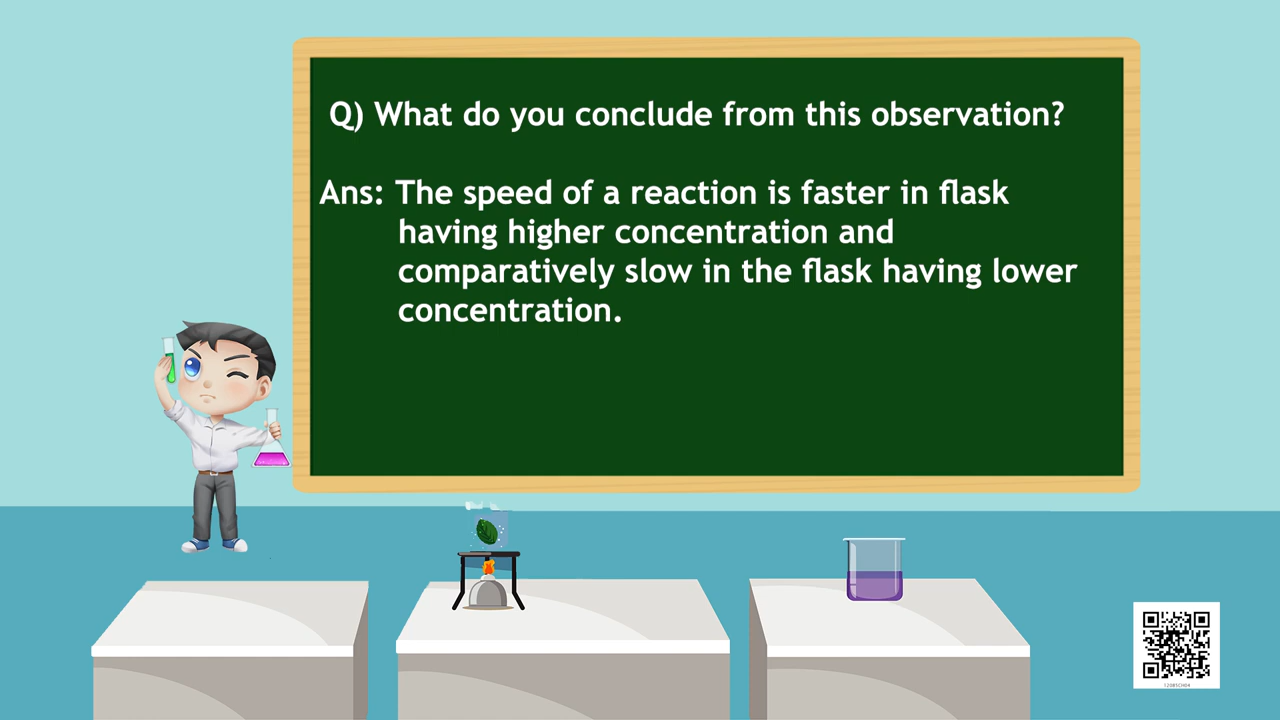 Q) What do you conclude from this observation?
Ans: The speed of a reaction is faster in flask
having higher concentration and
comparatively slow in the flask having lower
concentration.